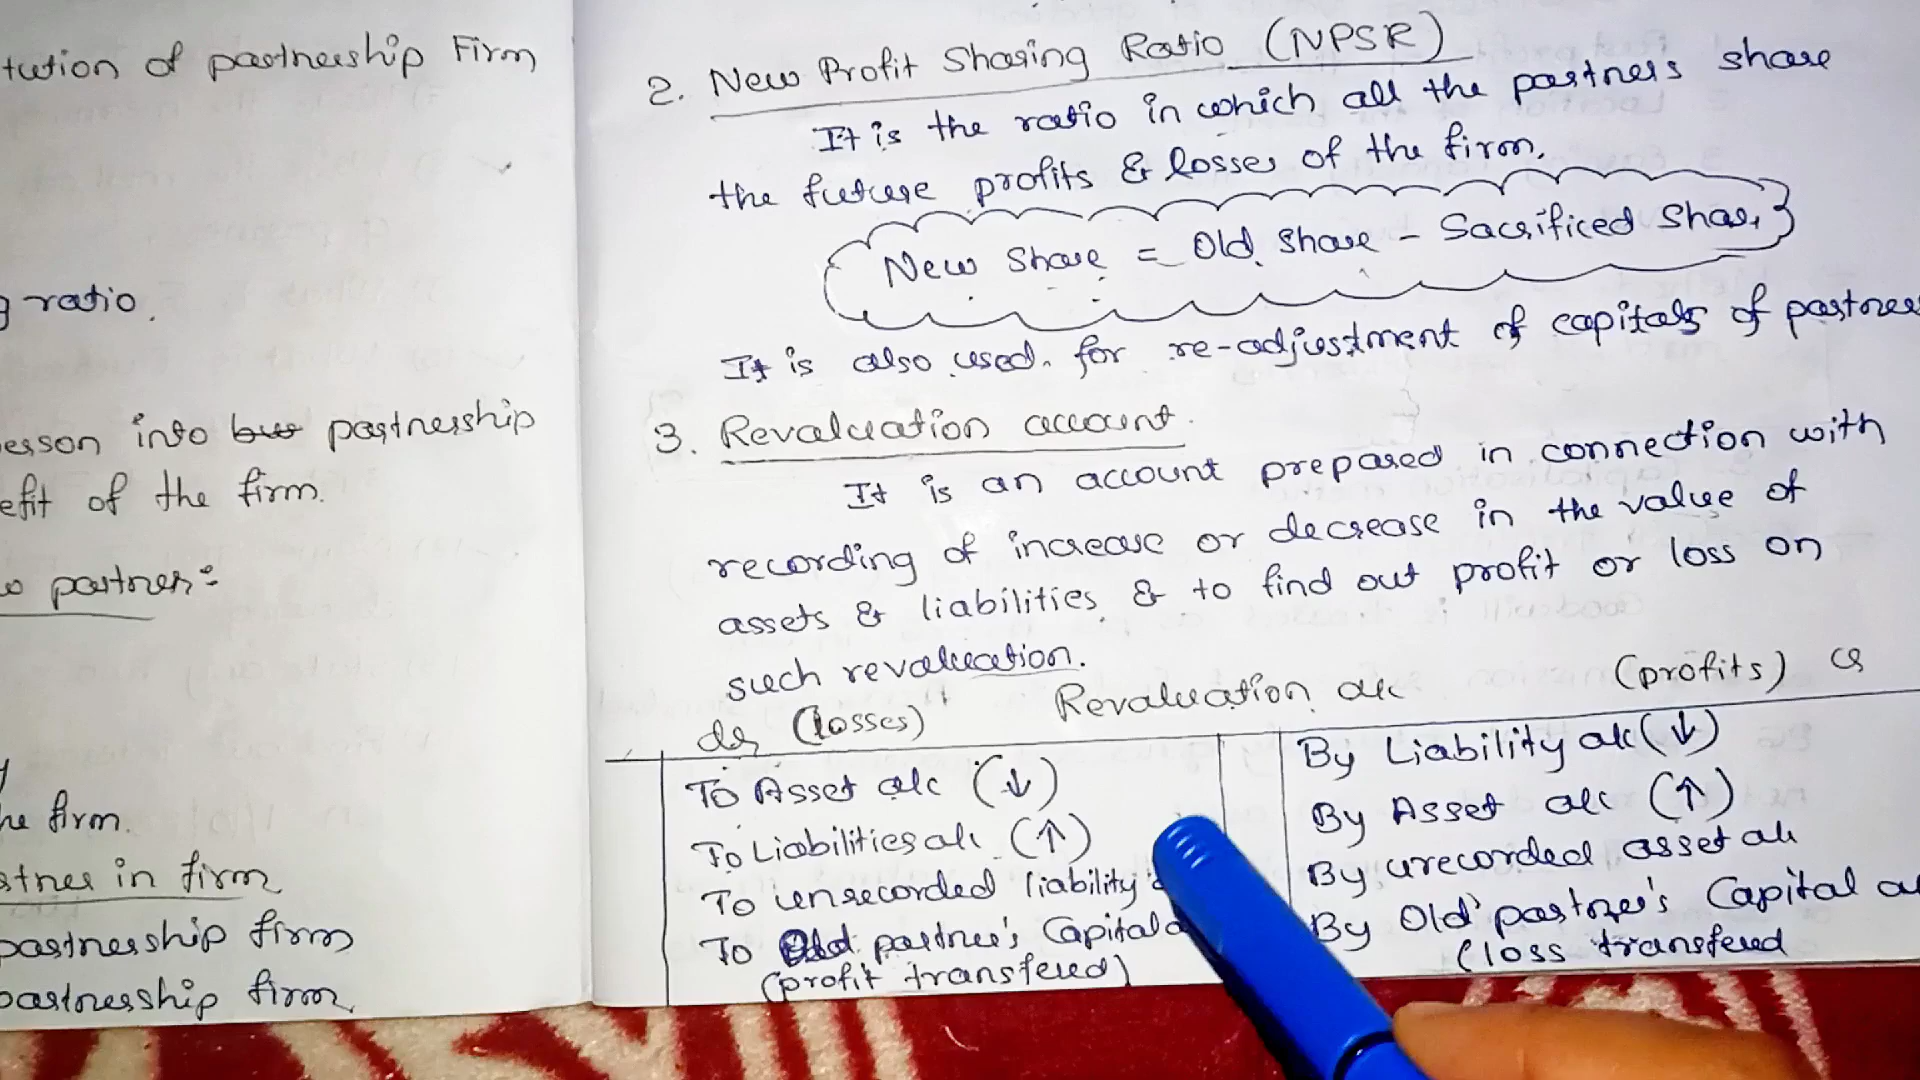 tution of partnership Firm
ratio.
into partnership
of the firm.
partner:
firm.
in firm
partnership firm
partnership firm
2. New Profit Sharing Ratio (NPSR)
It is the ratio in which all the partners share
the future profits & losses of the firm.
New Share = Old Share - Sacrificed Share
It is also used for re-adjustment of capitals of partners
3. Revaluation account.
It is an account prepared in connection with
recording of increase or decrease in the value of
assets & liabilities & to find out profit or loss on
such revaluation.
dr (losses) Revaluation a/c (profits) cr
To Asset a/c (↓)
To Liabilities a/c (↑)
To unrecorded liability
To Old partner's Capital a
(profit transfered)
By Liability a/c (↓)
By Asset a/c (↑)
By urecorded asset a/c
By Old partner's Capital a
(loss transfered